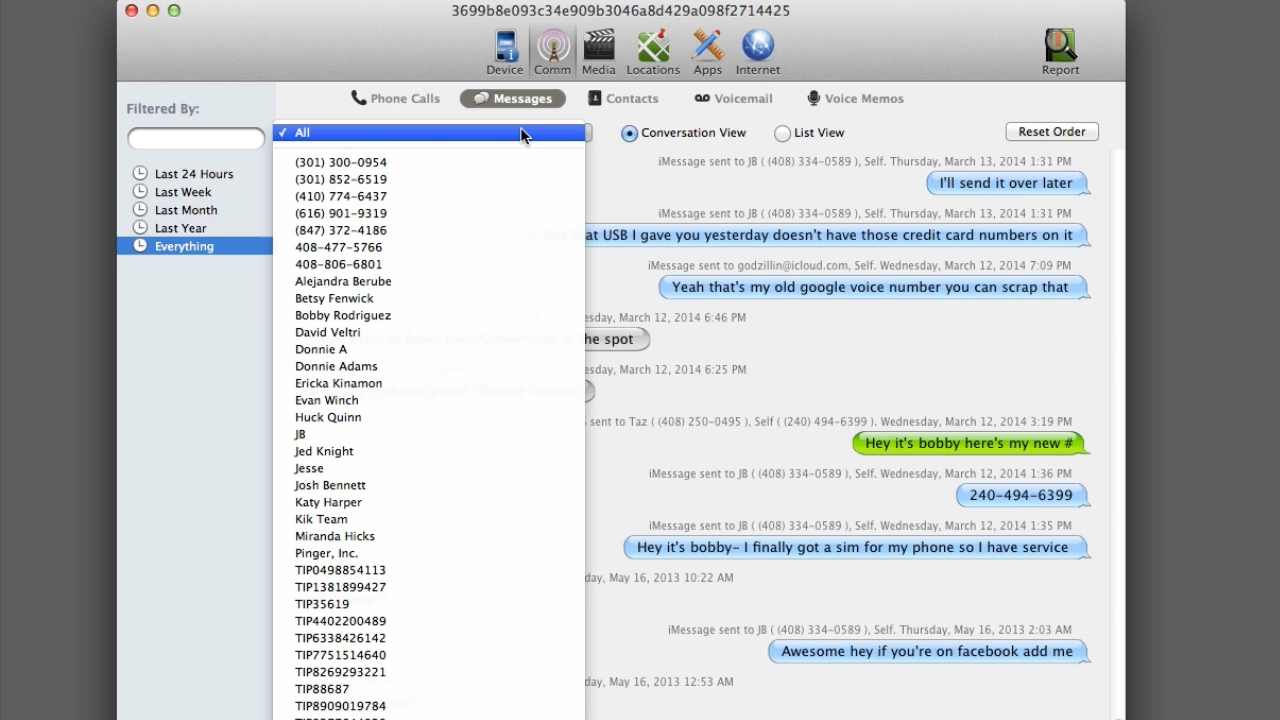 3699b8e093c34e909b3046a8d429a098f2714425
Device Comm Media Locations Apps Internet Report
Filtered By:
Phone Calls Messages Contacts Voicemail Voice Memos
All
Conversation View List View Reset Order
Last 24 Hours
Last Week
Last Month
Last Year
Everything
(301) 300-0954
(301) 852-6519
(410) 774-6437
(616) 901-9319
(847) 372-4186
408-477-5766
408-806-6801
Alejandra Berube
Betsy Fenwick
Bobby Rodriguez
David Veltri
Donnie A
Donnie Adams
Ericka Kinamon
Evan Winch
Huck Quinn
JB
Jed Knight
Jesse
Josh Bennett
Katy Harper
Kik Team
Miranda Hicks
Pinger, Inc.
TIP0498854113
TIP1381899427
TIP35619
TIP4402200489
TIP6338426142
TIP7751514640
TIP8269293221
TIP88687
TIP8909019784
iMessage sent to JB ( (408) 334-0589 ), Self. Thursday, March 13, 2014 1:31 PM
I'll send it over later
iMessage sent to JB ( (408) 334-0589 ), Self. Thursday, March 13, 2014 1:31 PM
at USB I gave you yesterday doesn't have those credit card numbers on it
iMessage sent to godzillin@icloud.com, Self. Wednesday, March 12, 2014 7:09 PM
Yeah that's my old google voice number you can scrap that
esday, March 12, 2014 6:46 PM
he spot
esday, March 12, 2014 6:25 PM
sent to Taz ( (408) 250-0495 ), Self ( (240) 494-6399 ). Wednesday, March 12, 2014 3:19 PM
Hey it's bobby here's my new #
iMessage sent to JB ( (408) 334-0589 ), Self. Wednesday, March 12, 2014 1:36 PM
240-494-6399
iMessage sent to JB ( (408) 334-0589 ), Self. Wednesday, March 12, 2014 1:35 PM
Hey it's bobby- I finally got a sim for my phone so I have service
day, May 16, 2013 10:22 AM
iMessage sent to JB ( (408) 334-0589 ), Self. Thursday, May 16, 2013 2:03 AM
Awesome hey if you're on facebook add me
day, May 16, 2013 12:53 AM